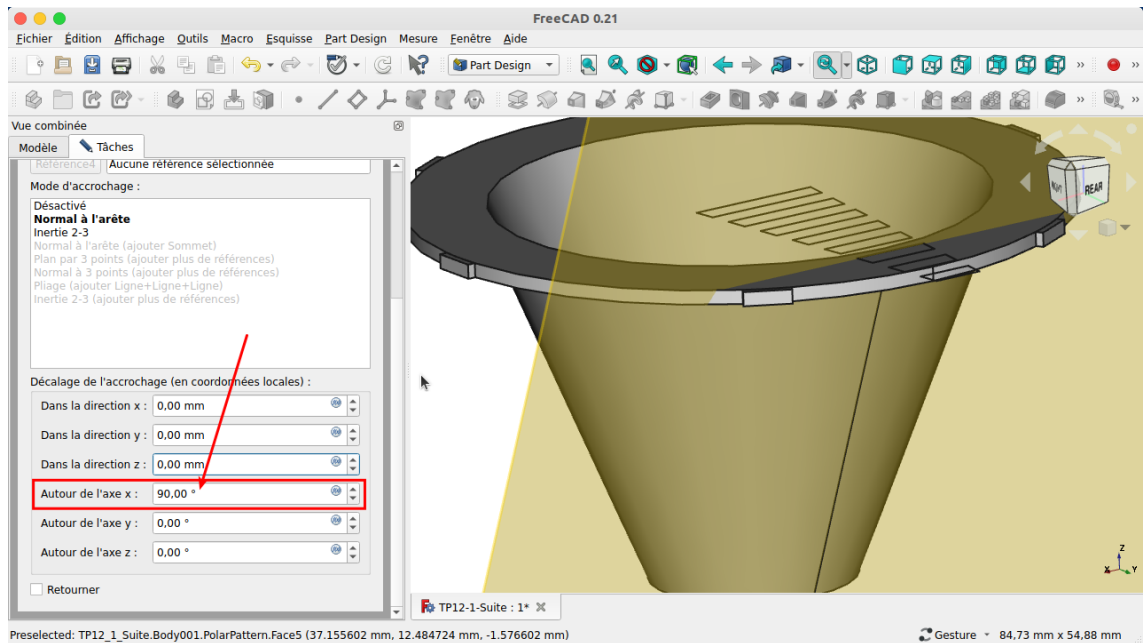 FreeCAD 0.21
Fichier Édition Affichage Outils Macro Esquisse Part Design Mesure Fenêtre Aide
Part Design
»
»
»
»
Vue combinée
Modèle Tâches
Référence4 Aucune référence sélectionnée
Mode d'accrochage :
Désactivé
Normal à l'arête
Inertie 2-3
Normal à l'arête (ajouter Sommet)
Plan par 3 points (ajouter plus de références)
Normal à 3 points (ajouter plus de références)
Pliage (ajouter Ligne+Ligne+Ligne)
Inertie 2-3 (ajouter plus de références)
Décalage de l'accrochage (en coordonnées locales) :
Dans la direction x : 0,00 mm
Dans la direction y : 0,00 mm
Dans la direction z : 0,00 mm
Autour de l'axe x : 90,00 °
Autour de l'axe y : 0,00 °
Autour de l'axe z : 0,00 °
Retourner
RIGHT REAR
Z
X Y
TP12-1-Suite : 1*
Preselected: TP12_1_Suite.Body001.PolarPattern.Face5 (37.155602 mm, 12.484724 mm, -1.576602 mm)
Gesture 84,73 mm x 54,88 mm